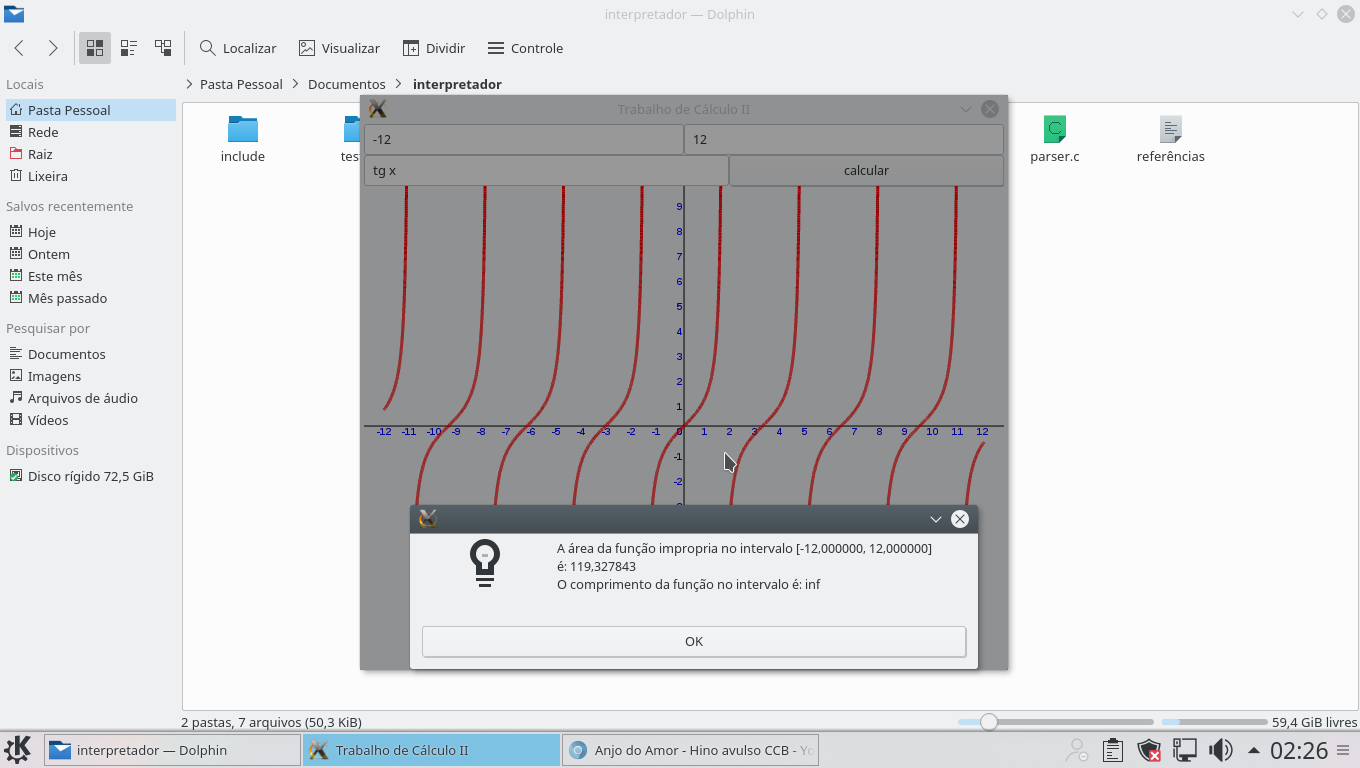 interpretador — Dolphin
Localizar Visualizar Dividir Controle
Locais
Pasta Pessoal
Rede
Raiz
Lixeira
Salvos recentemente
Hoje
Ontem
Este mês
Mês passado
Pesquisar por
Documentos
Imagens
Arquivos de áudio
Vídeos
Dispositivos
Disco rígido 72,5 GiB
Pasta Pessoal Documentos interpretador
include
parser.c
referências
Trabalho de Cálculo II
-12 12
tg x calcular
9
8
7
6
5
4
3
2
1
-12 -11 -10 -9 -8 -7 -6 -5 -4 -3 -2 -1 0 1 2 3 4 5 6 7 8 9 10 11 12
-1
-2
A área da função impropria no intervalo [-12,000000, 12,000000]
é: 119,327843
O comprimento da função no intervalo é: inf
OK
2 pastas, 7 arquivos (50,3 KiB) 59,4 GiB livres
interpretador — Dolphin Trabalho de Cálculo II Anjo do Amor - Hino avulso CCB - Yo 02:26